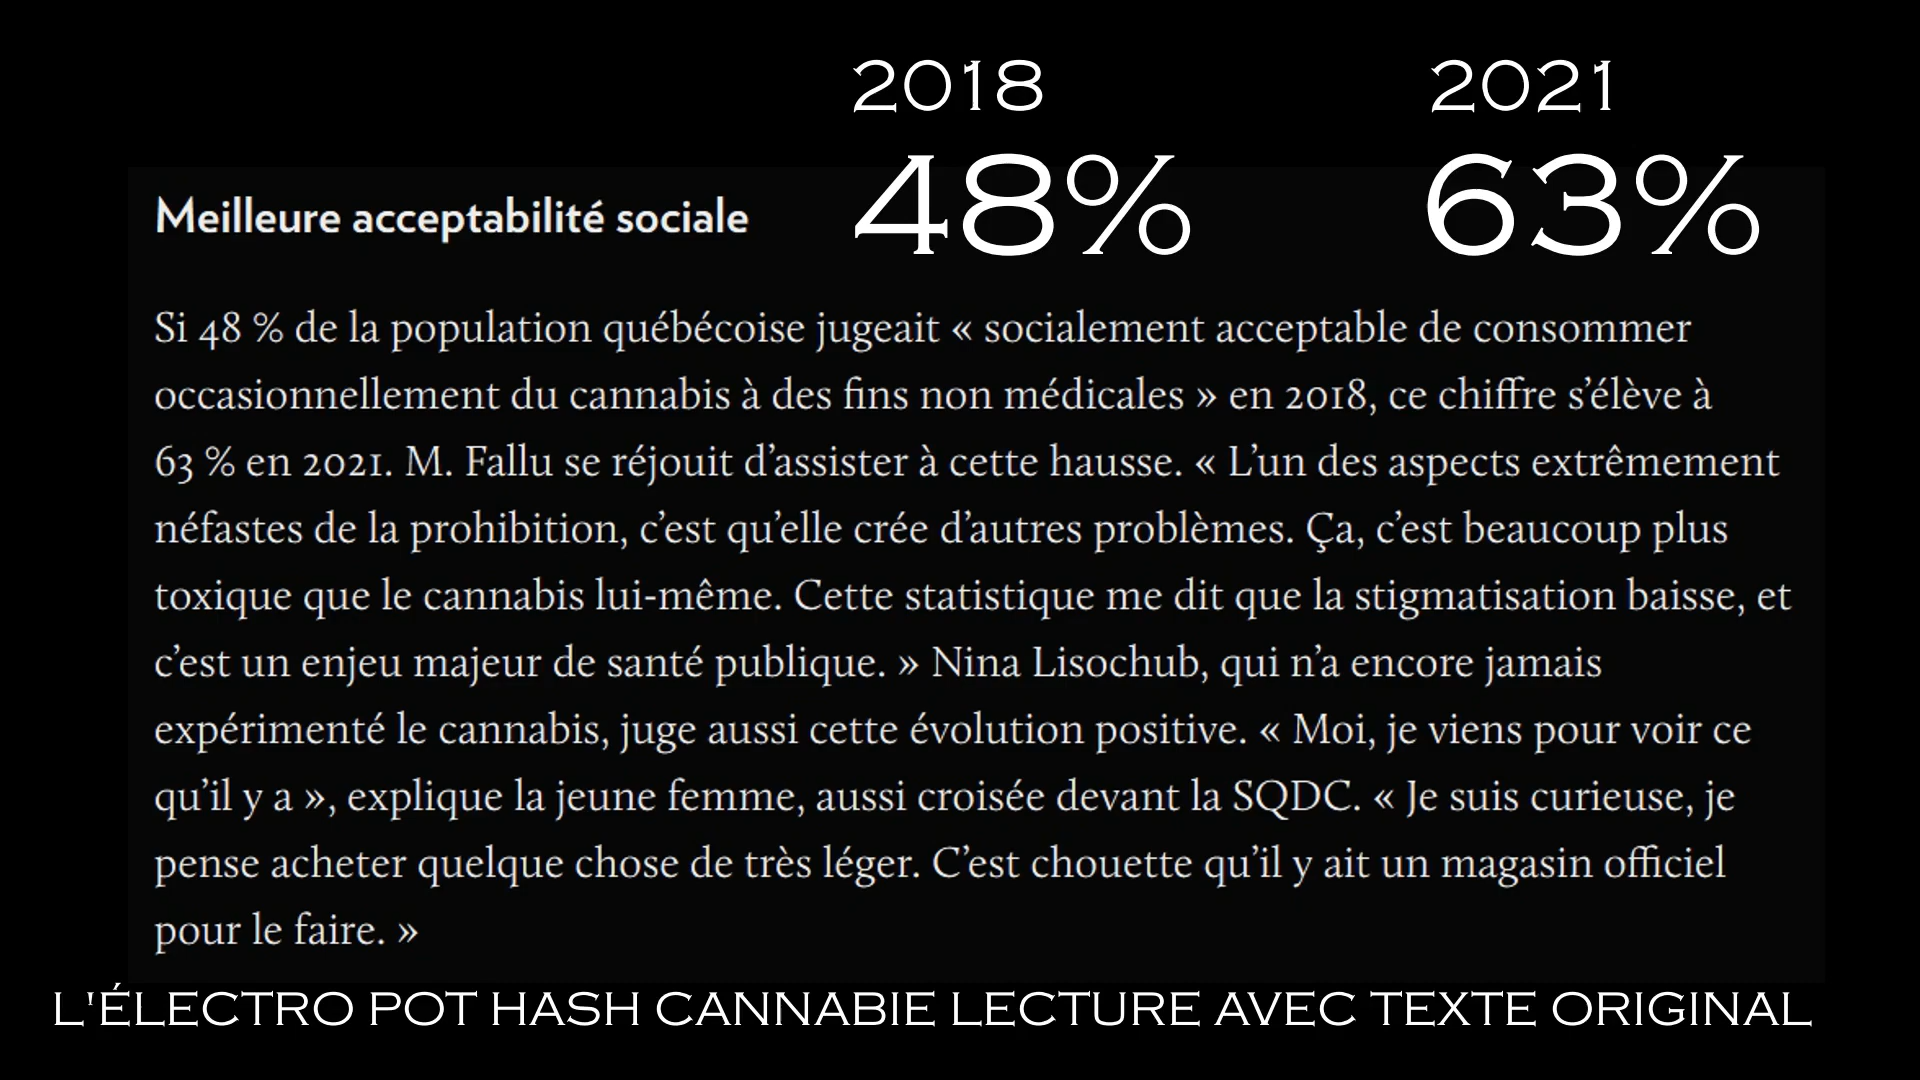 2018 2021
48% 63%
Meilleure acceptabilité sociale
Si 48 % de la population québécoise jugeait « socialement acceptable de consommer
occasionnellement du cannabis à des fins non médicales » en 2018, ce chiffre s’élève à
63 % en 2021. M. Fallu se réjouit d’assister à cette hausse. « L’un des aspects extrêmement
néfastes de la prohibition, c’est qu’elle crée d’autres problèmes. Ça, c’est beaucoup plus
toxique que le cannabis lui-même. Cette statistique me dit que la stigmatisation baisse, et
c’est un enjeu majeur de santé publique. » Nina Lisochub, qui n’a encore jamais
expérimenté le cannabis, juge aussi cette évolution positive. « Moi, je viens pour voir ce
qu’il y a », explique la jeune femme, aussi croisée devant la SQDC. « Je suis curieuse, je
pense acheter quelque chose de très léger. C’est chouette qu’il y ait un magasin officiel
pour le faire. »
L'ÉLECTRO POT HASH CANNABIE LECTURE AVEC TEXTE ORIGINAL